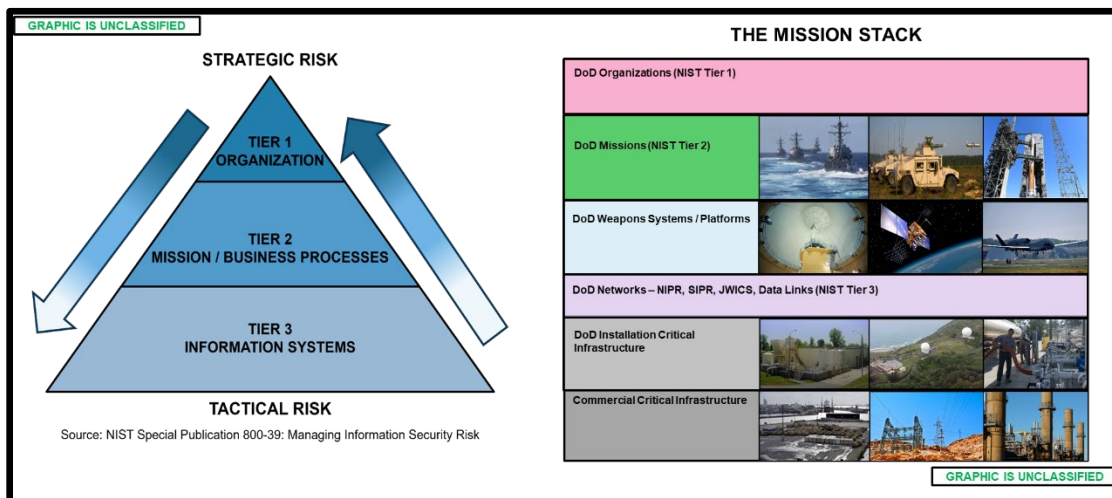 GRAPHIC IS UNCLASSIFIED
STRATEGIC RISK
TIER 1
ORGANIZATION
TIER 2
MISSION / BUSINESS PROCESSES
TIER 3
INFORMATION SYSTEMS
TACTICAL RISK
Source: NIST Special Publication 800-39: Managing Information Security Risk
THE MISSION STACK
DoD Organizations (NIST Tier 1)
DoD Missions (NIST Tier 2)
DoD Weapons Systems / Platforms
DoD Networks – NIPR, SIPR, JWICS, Data Links (NIST Tier 3)
DoD Installation Critical
Infrastructure
Commercial Critical Infrastructure
GRAPHIC IS UNCLASSIFIED